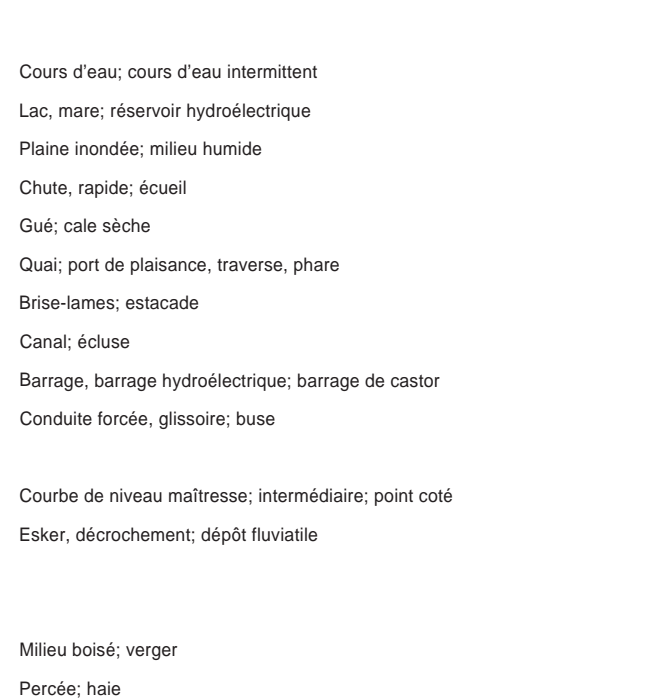 Cours d'eau; cours d'eau intermittent
Lac, mare; réservoir hydroélectrique
Plaine inondée; milieu humide
Chute, rapide; écueil
Gué; cale sèche
Quai; port de plaisance, traverse, phare
Brise-lames; estacade
Canal; écluse
Barrage, barrage hydroélectrique; barrage de castor
Conduite forcée, glissoire; buse
Courbe de niveau maîtresse; intermédiaire; point coté
Esker, décrochement; dépôt fluviatile
Milieu boisé; verger
Percée; haie